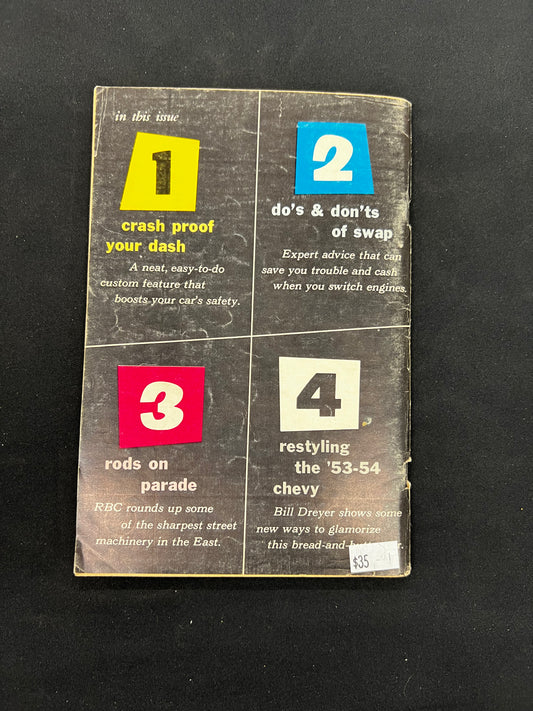 in this issue
1
crash proof
your dash
A neat, easy-to-do
custom feature that
boosts your car's safety.
2
do's & don'ts
of swap
Expert advice that can
save you trouble and cash
when you switch engines.
3
rods on
parade
RBC rounds up some
of the sharpest street
machinery in the East.
4
restyling
the '53-54
chevy
Bill Dreyer shows some
new ways to glamorize
this bread-and-
$35